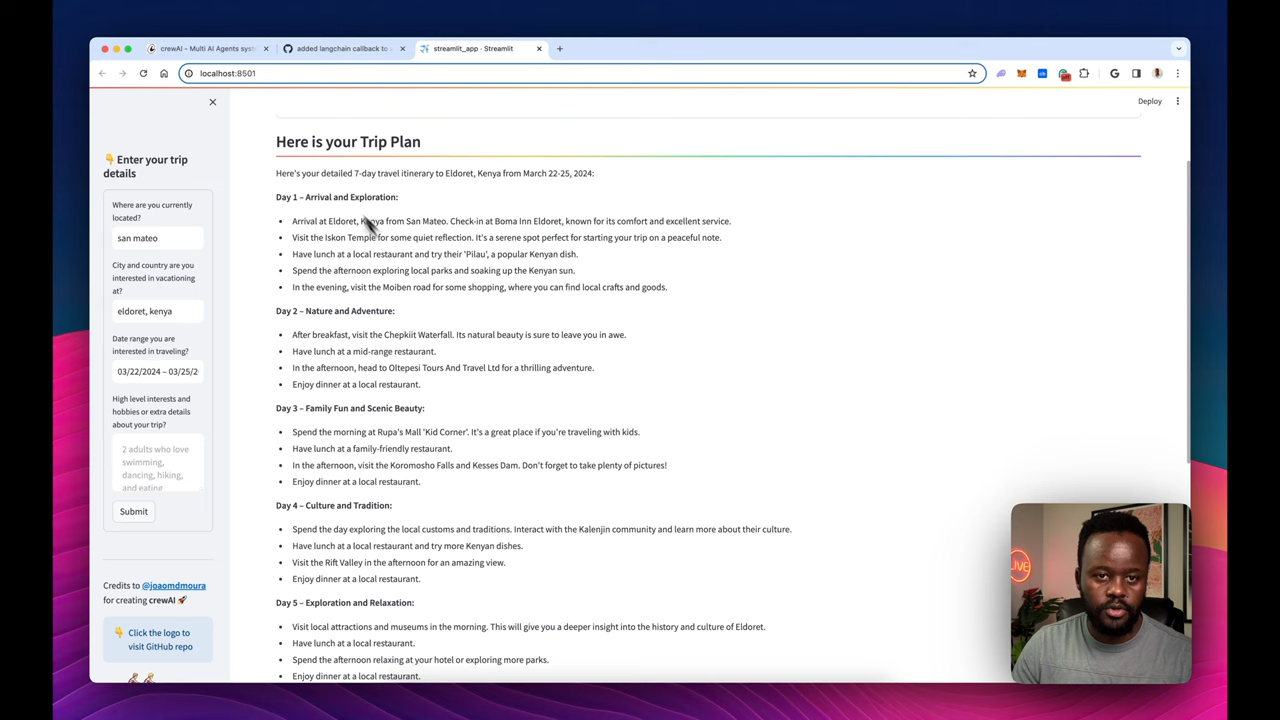 crewAI - Multi AI Agents syst
added langchain callback to a
streamlit_app · Streamlit
localhost:8501
Deploy
👇 Enter your trip
details
Where are you currently
located?
san mateo
City and country are you
interested in vacationing
at?
eldoret, kenya
Date range you are
interested in traveling?
03/22/2024 – 03/25/2
High level interests and
hobbies or extra details
about your trip?
2 adults who love
swimming,
dancing, hiking,
and eating
Submit
Credits to @joaomdmoura
for creating crewAI 🚀
👇 Click the logo to
visit GitHub repo
Here is your Trip Plan
Here's your detailed 7-day travel itinerary to Eldoret, Kenya from March 22-25, 2024:
Day 1 – Arrival and Exploration:
• Arrival at Eldoret, Kenya from San Mateo. Check-in at Boma Inn Eldoret, known for its comfort and excellent service.
• Visit the Iskon Temple for some quiet reflection. It's a serene spot perfect for starting your trip on a peaceful note.
• Have lunch at a local restaurant and try their 'Pilau', a popular Kenyan dish.
• Spend the afternoon exploring local parks and soaking up the Kenyan sun.
• In the evening, visit the Moiben road for some shopping, where you can find local crafts and goods.
Day 2 – Nature and Adventure:
• After breakfast, visit the Chepkiit Waterfall. Its natural beauty is sure to leave you in awe.
• Have lunch at a mid-range restaurant.
• In the afternoon, head to Oltepesi Tours And Travel Ltd for a thrilling adventure.
• Enjoy dinner at a local restaurant.
Day 3 – Family Fun and Scenic Beauty:
• Spend the morning at Rupa's Mall 'Kid Corner'. It's a great place if you're traveling with kids.
• Have lunch at a family-friendly restaurant.
• In the afternoon, visit the Koromosho Falls and Kesses Dam. Don't forget to take plenty of pictures!
• Enjoy dinner at a local restaurant.
Day 4 – Culture and Tradition:
• Spend the day exploring the local customs and traditions. Interact with the Kalenjin community and learn more about their culture.
• Have lunch at a local restaurant and try more Kenyan dishes.
• Visit the Rift Valley in the afternoon for an amazing view.
• Enjoy dinner at a local restaurant.
Day 5 – Exploration and Relaxation:
• Visit local attractions and museums in the morning. This will give you a deeper insight into the history and culture of Eldoret.
• Have lunch at a local restaurant.
• Spend the afternoon relaxing at your hotel or exploring more parks.
• Enjoy dinner at a local restaurant.
LIVE